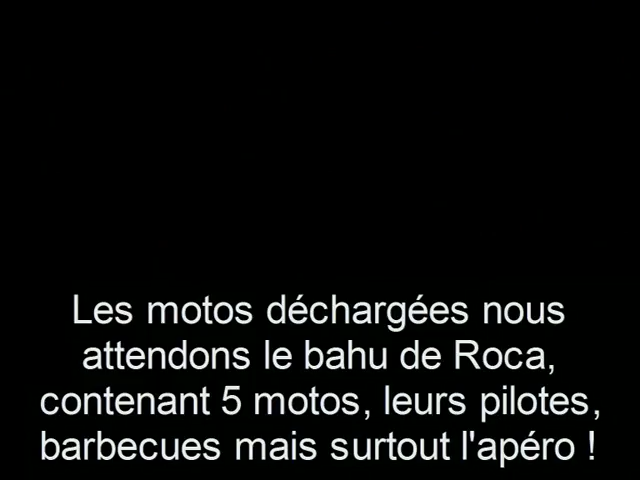 Les motos déchargées nous
attendons le bahu de Roca,
contenant 5 motos, leurs pilotes,
barbecues mais surtout l'apéro !